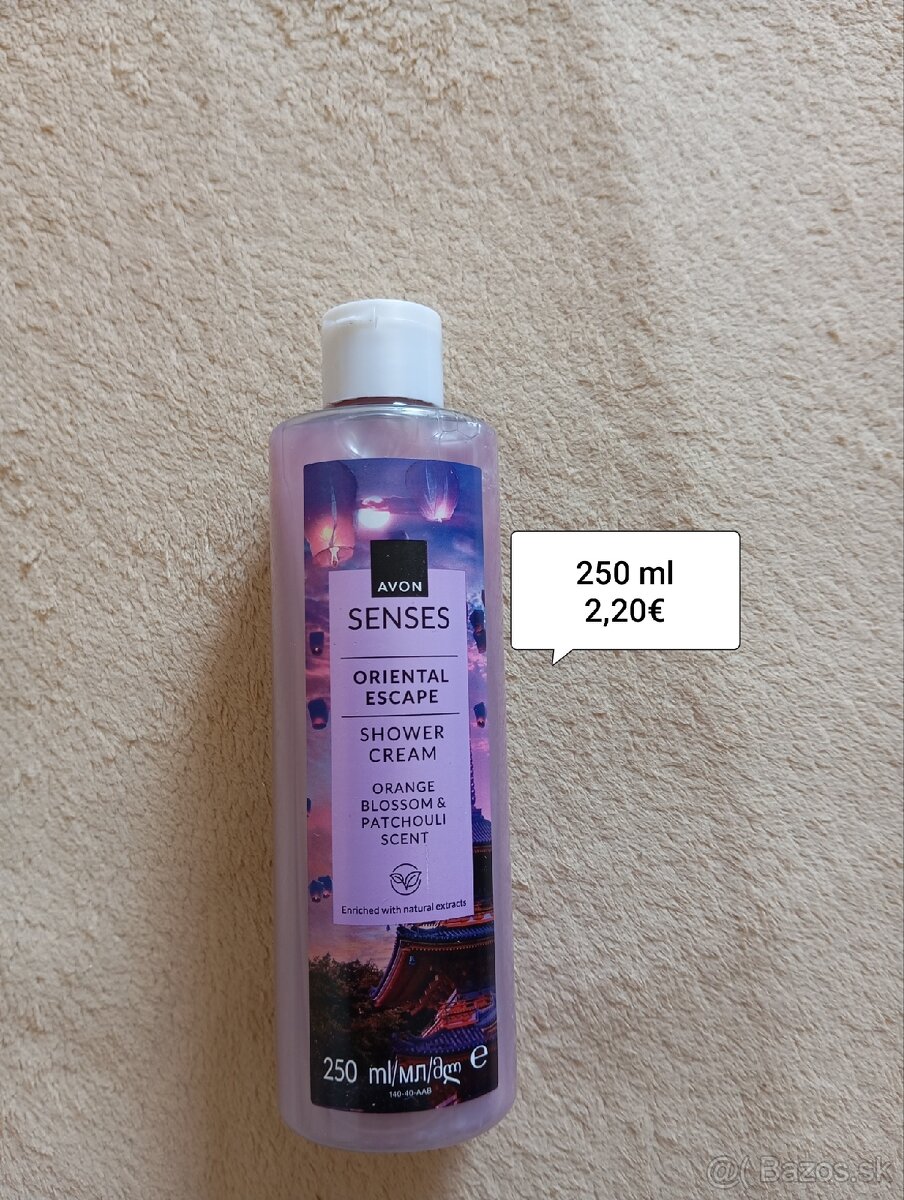 AVON
SENSES
ORIENTAL
ESCAPE
SHOWER
CREAM
ORANGE
BLOSSOM &
PATCHOULI
SCENT
Enriched with natural extracts
250 ml/мл/მლ e
140-40-AAB
250 ml
2,20€
@( Bazos.sk